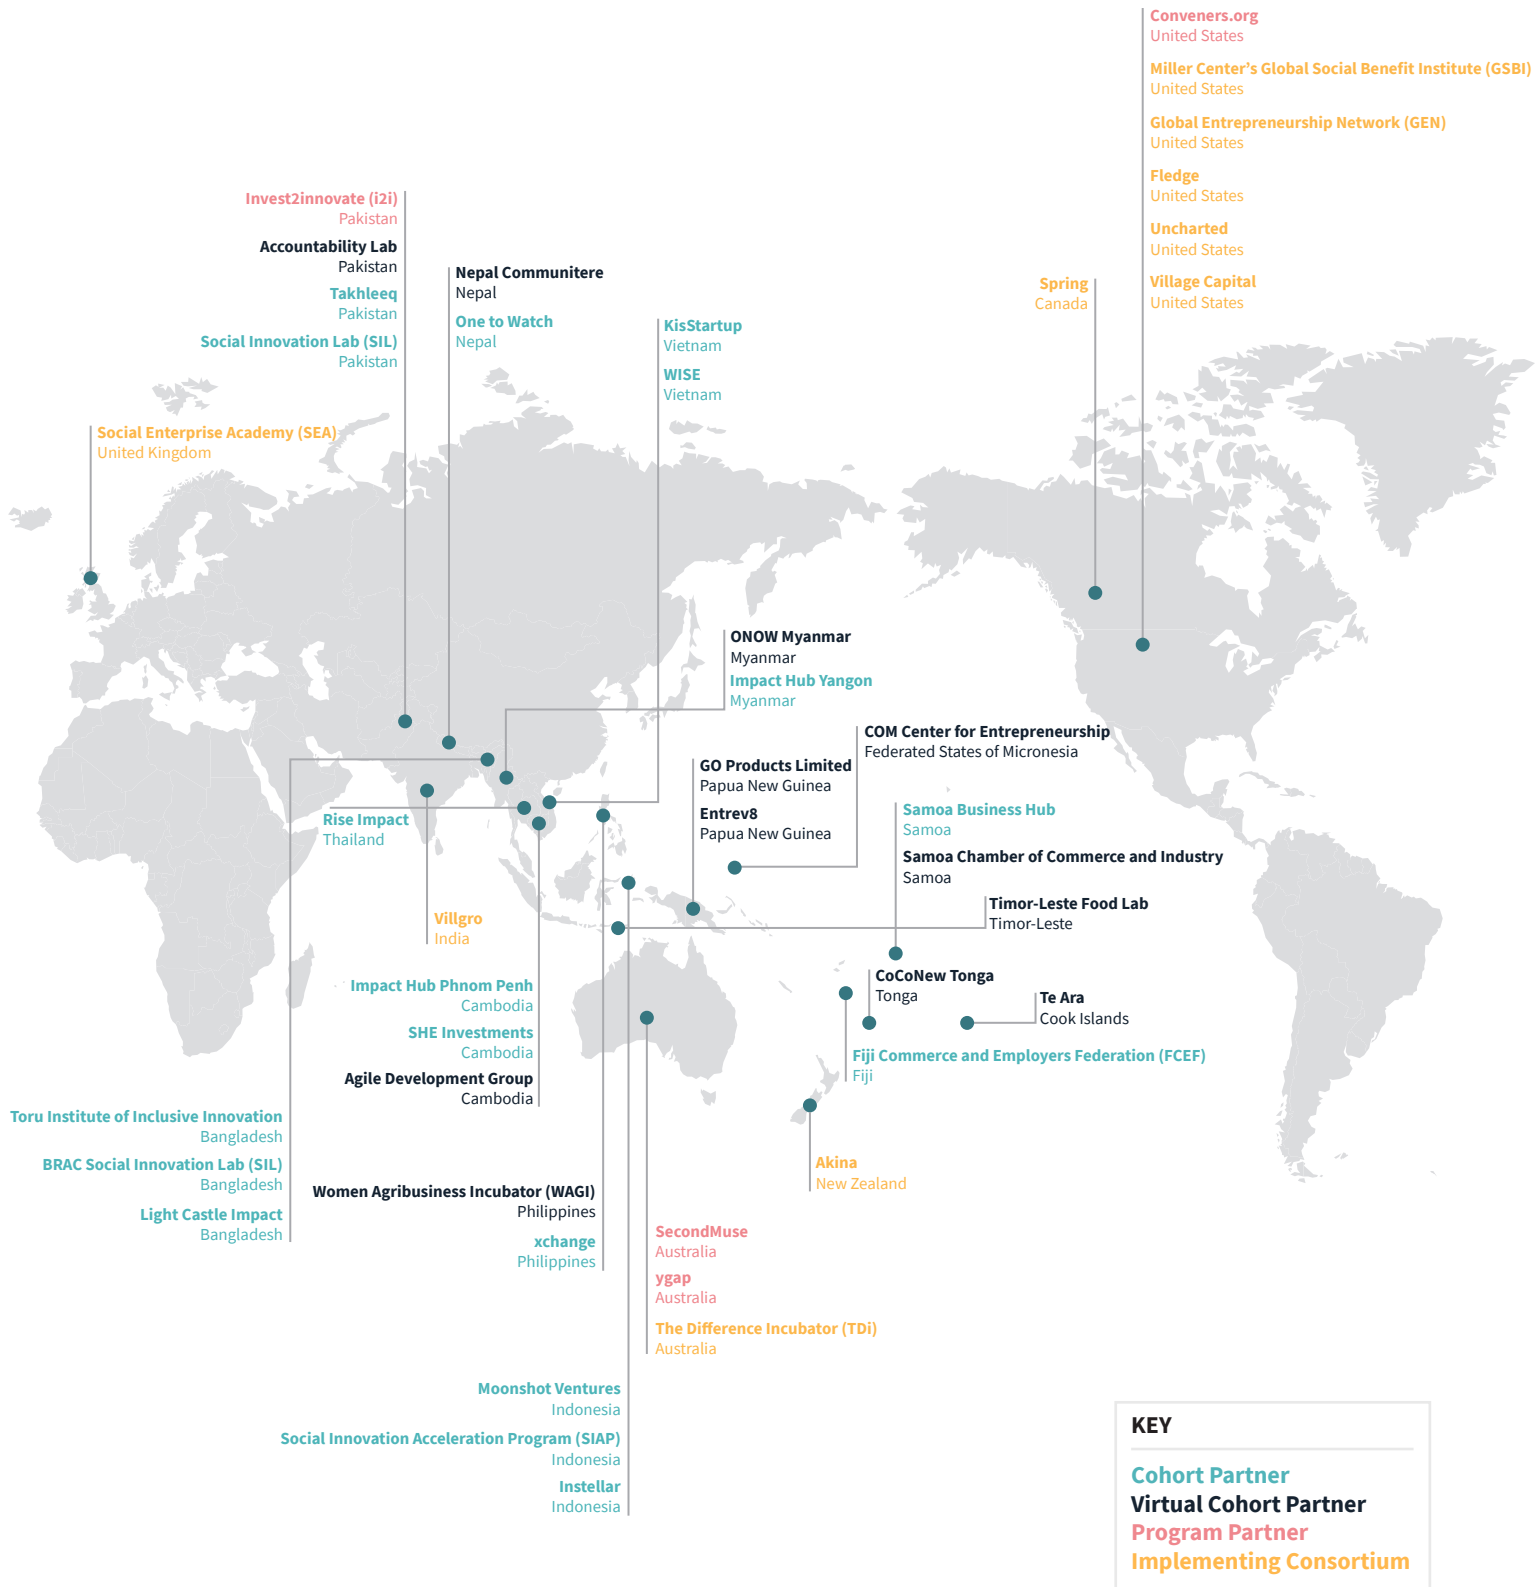 Conveners.org
United States
Miller Center’s Global Social Benefit Institute (GSBI)
United States
Global Entrepreneurship Network (GEN)
United States
Fledge
United States
Uncharted
United States
Village Capital
United States
Spring
Canada
Invest2innovate (i2i)
Pakistan
Accountability Lab
Pakistan
Takhleeq
Pakistan
Social Innovation Lab (SIL)
Pakistan
Nepal Communitere
Nepal
One to Watch
Nepal
KisStartup
Vietnam
WISE
Vietnam
Social Enterprise Academy (SEA)
United Kingdom
ONOW Myanmar
Myanmar
Impact Hub Yangon
Myanmar
COM Center for Entrepreneurship
Federated States of Micronesia
GO Products Limited
Papua New Guinea
Entrev8
Papua New Guinea
Samoa Business Hub
Samoa
Samoa Chamber of Commerce and Industry
Samoa
Rise Impact
Thailand
Timor-Leste Food Lab
Timor-Leste
Villgro
India
CoCoNew Tonga
Tonga
Te Ara
Cook Islands
Impact Hub Phnom Penh
Cambodia
SHE Investments
Cambodia
Agile Development Group
Cambodia
Fiji Commerce and Employers Federation (FCEF)
Fiji
Toru Institute of Inclusive Innovation
Bangladesh
BRAC Social Innovation Lab (SIL)
Bangladesh
Light Castle Impact
Bangladesh
Akina
New Zealand
Women Agribusiness Incubator (WAGI)
Philippines
xchange
Philippines
SecondMuse
Australia
ygap
Australia
The Difference Incubator (TDi)
Australia
Moonshot Ventures
Indonesia
Social Innovation Acceleration Program (SIAP)
Indonesia
Instellar
Indonesia
KEY
Cohort Partner
Virtual Cohort Partner
Program Partner
Implementing Consortium